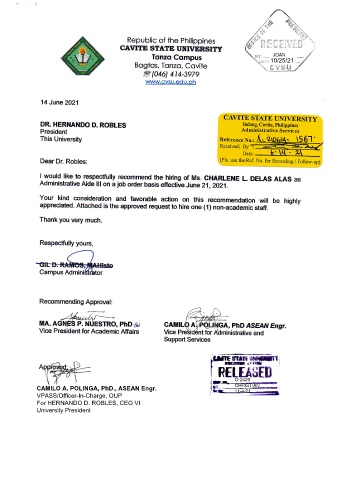 Republic of the Philippines
CAVITE STATE UNIVERSITY
Tanza Campus
Bagtas, Tanza, Cavite
☏(046) 414-3979
www.cvsu.edu.ph
OFFICE OF THE PRESIDENT
RECEIVED
BY: JOAN
DATE: 10/25/21
CVSU
14 June 2021
DR. HERNANDO D. ROBLES
President
This University
CAVITE STATE UNIVERSITY
Indang, Cavite, Philippines
Administrative Services
Reference No.:
Received By
Date: 6-14-21
(Pls. use the Ref. No. for Recording / Follow-up)
Dear Dr. Robles:
I would like to respectfully recommend the hiring of Ms. CHARLENE L. DELAS ALAS as
Administrative Aide III on a job order basis effective June 21, 2021.
Your kind consideration and favorable action on this recommendation will be highly
appreciated. Attached is the approved request to hire one (1) non-academic staff.
Thank you very much.
Respectfully yours,
GIL D. RAMOS, MAHisto
Campus Administrator
Recommending Approval:
MA. AGNES P. NUESTRO, PhD
Vice President for Academic Affairs
CAMILO A. POLINGA, PhD ASEAN Engr.
Vice President for Administrative and
Support Services
Approved:
CAMILO A. POLINGA, PhD., ASEAN Engr.
VPASS/Officer-In-Charge, OUP
For HERNANDO D. ROBLES, CEO VI
University President
CAVITE STATE UNIVERSITY
RELEASED
CHRISTIAN